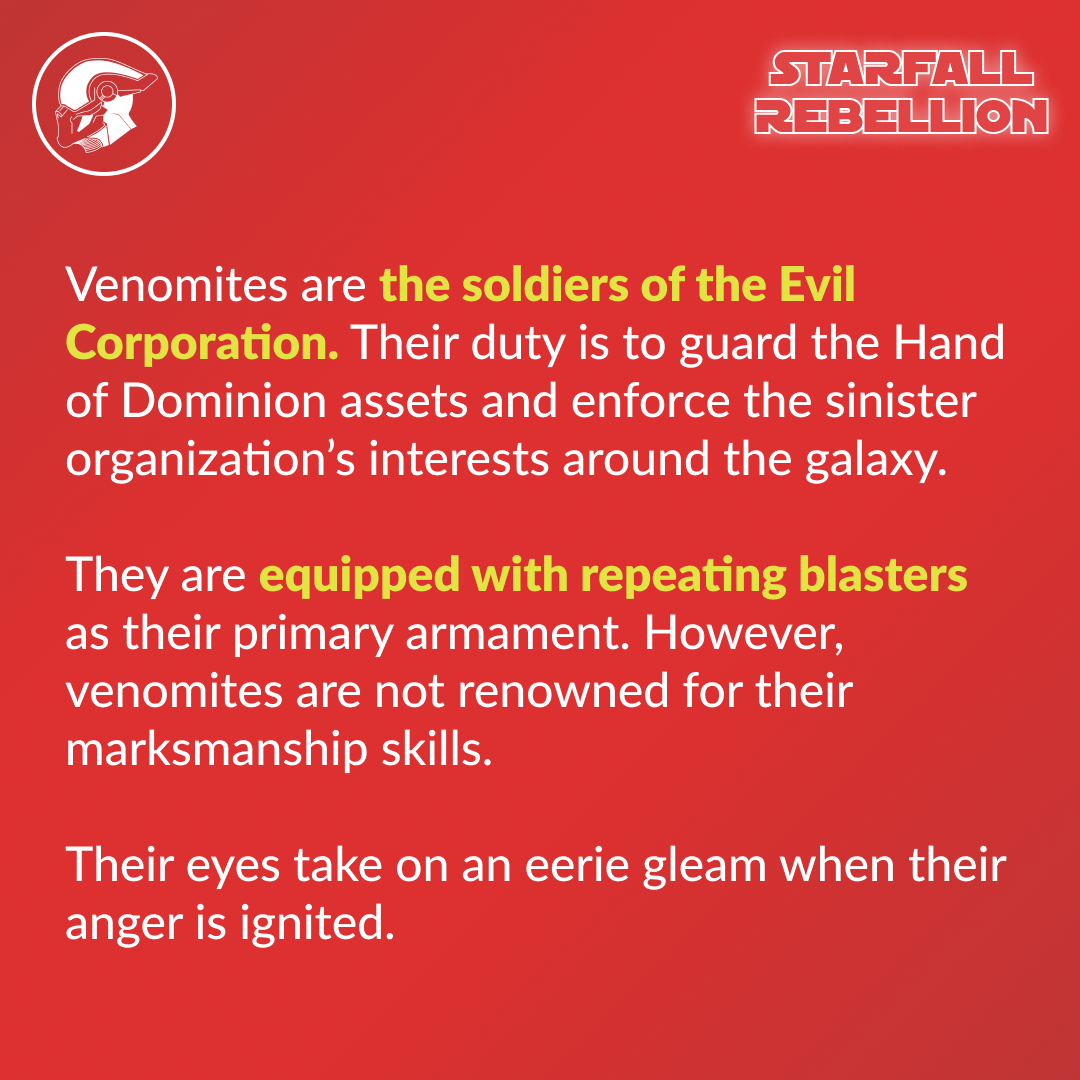 STARFALL
REBELLION
Venomites are the soldiers of the Evil
Corporation. Their duty is to guard the Hand
of Dominion assets and enforce the sinister
organization’s interests around the galaxy.
They are equipped with repeating blasters
as their primary armament. However,
venomites are not renowned for their
marksmanship skills.
Their eyes take on an eerie gleam when their
anger is ignited.